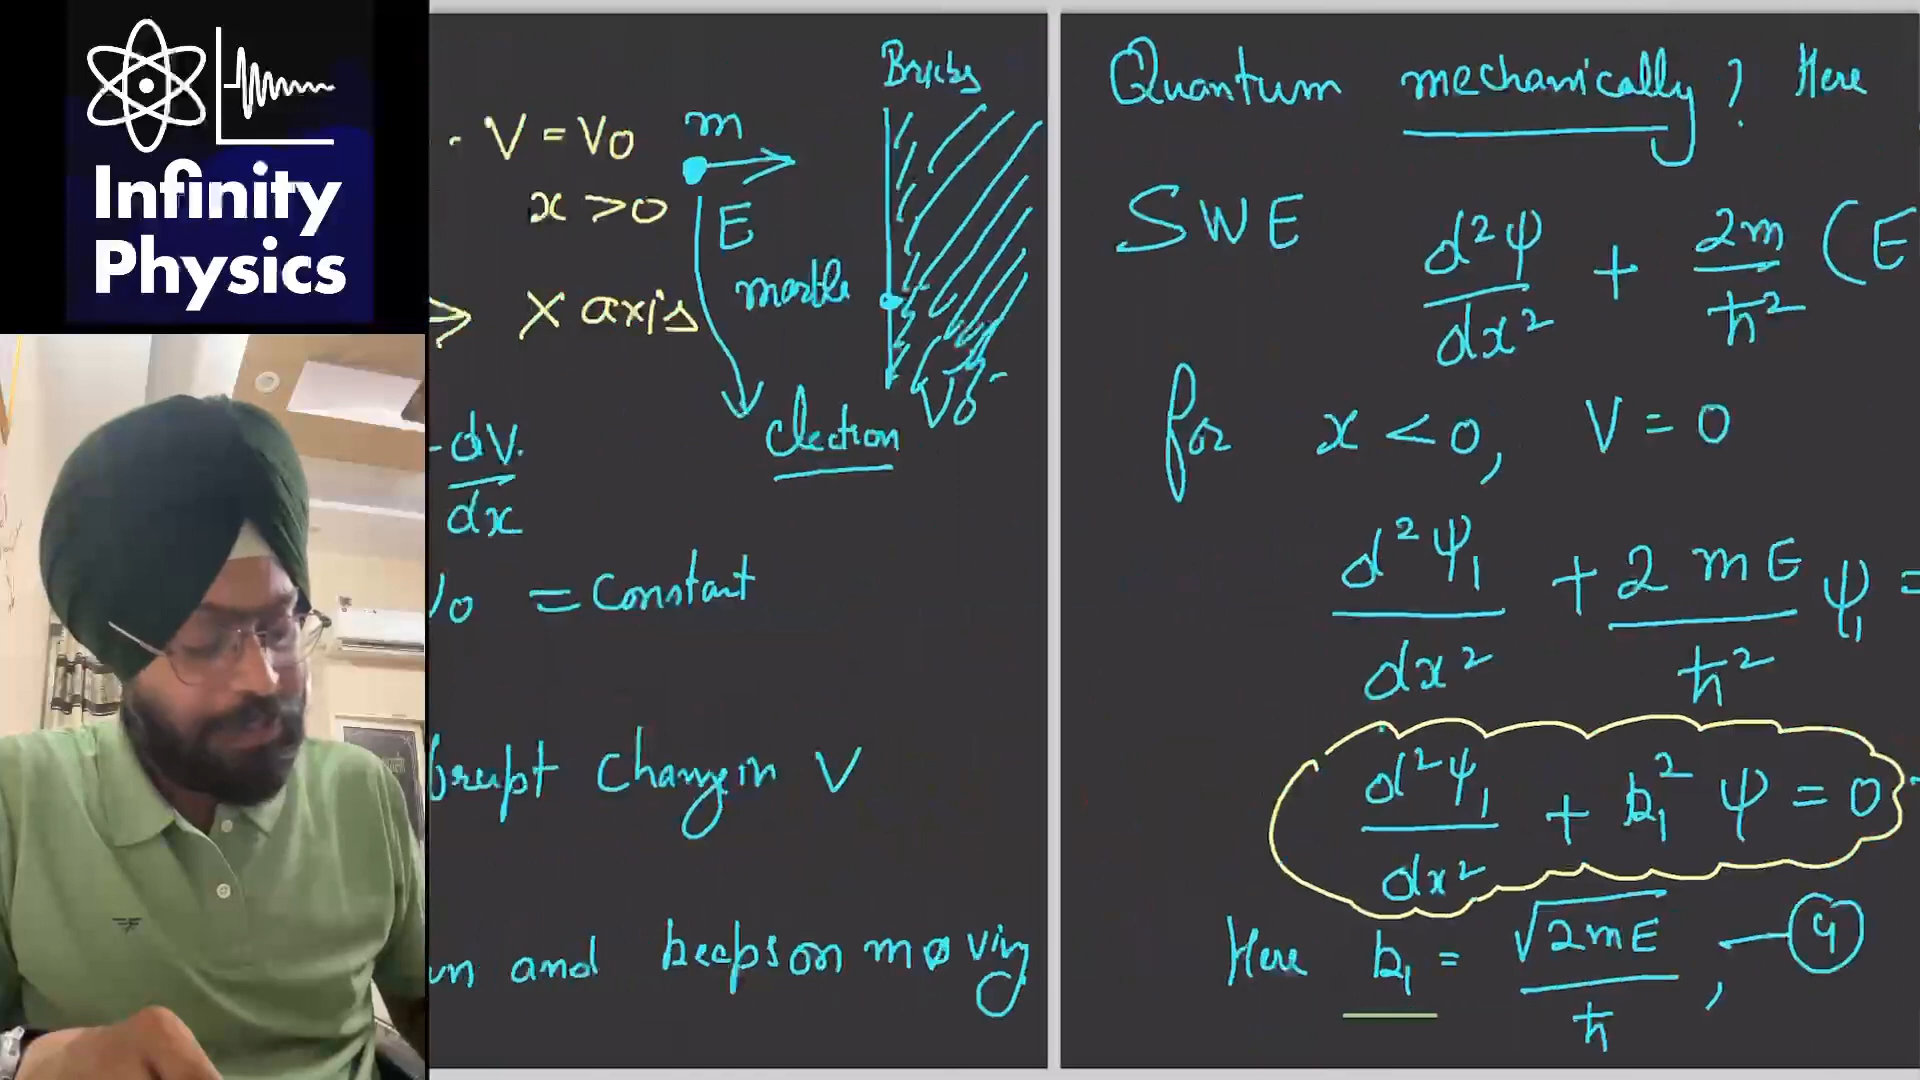 Infinity
Physics
- V = V0
x > 0
→ X axis
m
E
marble
Bricks
V0
electron
-dV.
dx
V0 = Constant
brupt Change in V
wn and keeps on moving
Quantum mechanically? Here
SWE d²ψ/dx² + 2m/ħ² (E
for x < 0, V = 0
d²ψ₁/dx² + 2mE/ħ² ψ₁ =
d²ψ₁/dx² + k₁² ψ = 0
Here k₁ = √2mE/ħ , — 4